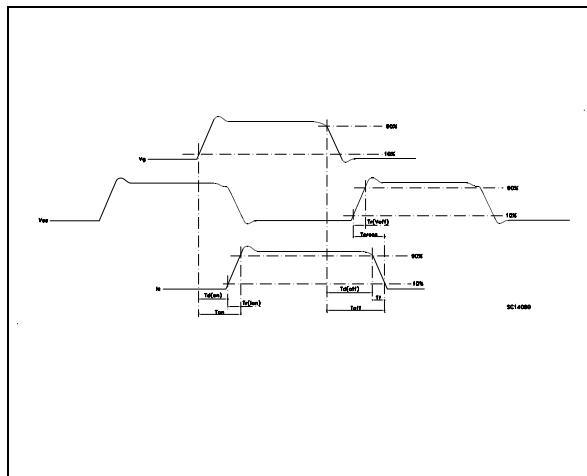 90%
10%
Vg
90%
Vce
10%
Tr(Voff)
Tcross
90%
10%
Ic
Td(on)
Td(off)
Tf
Tr(Ion)
Ton
Toff
SC14080